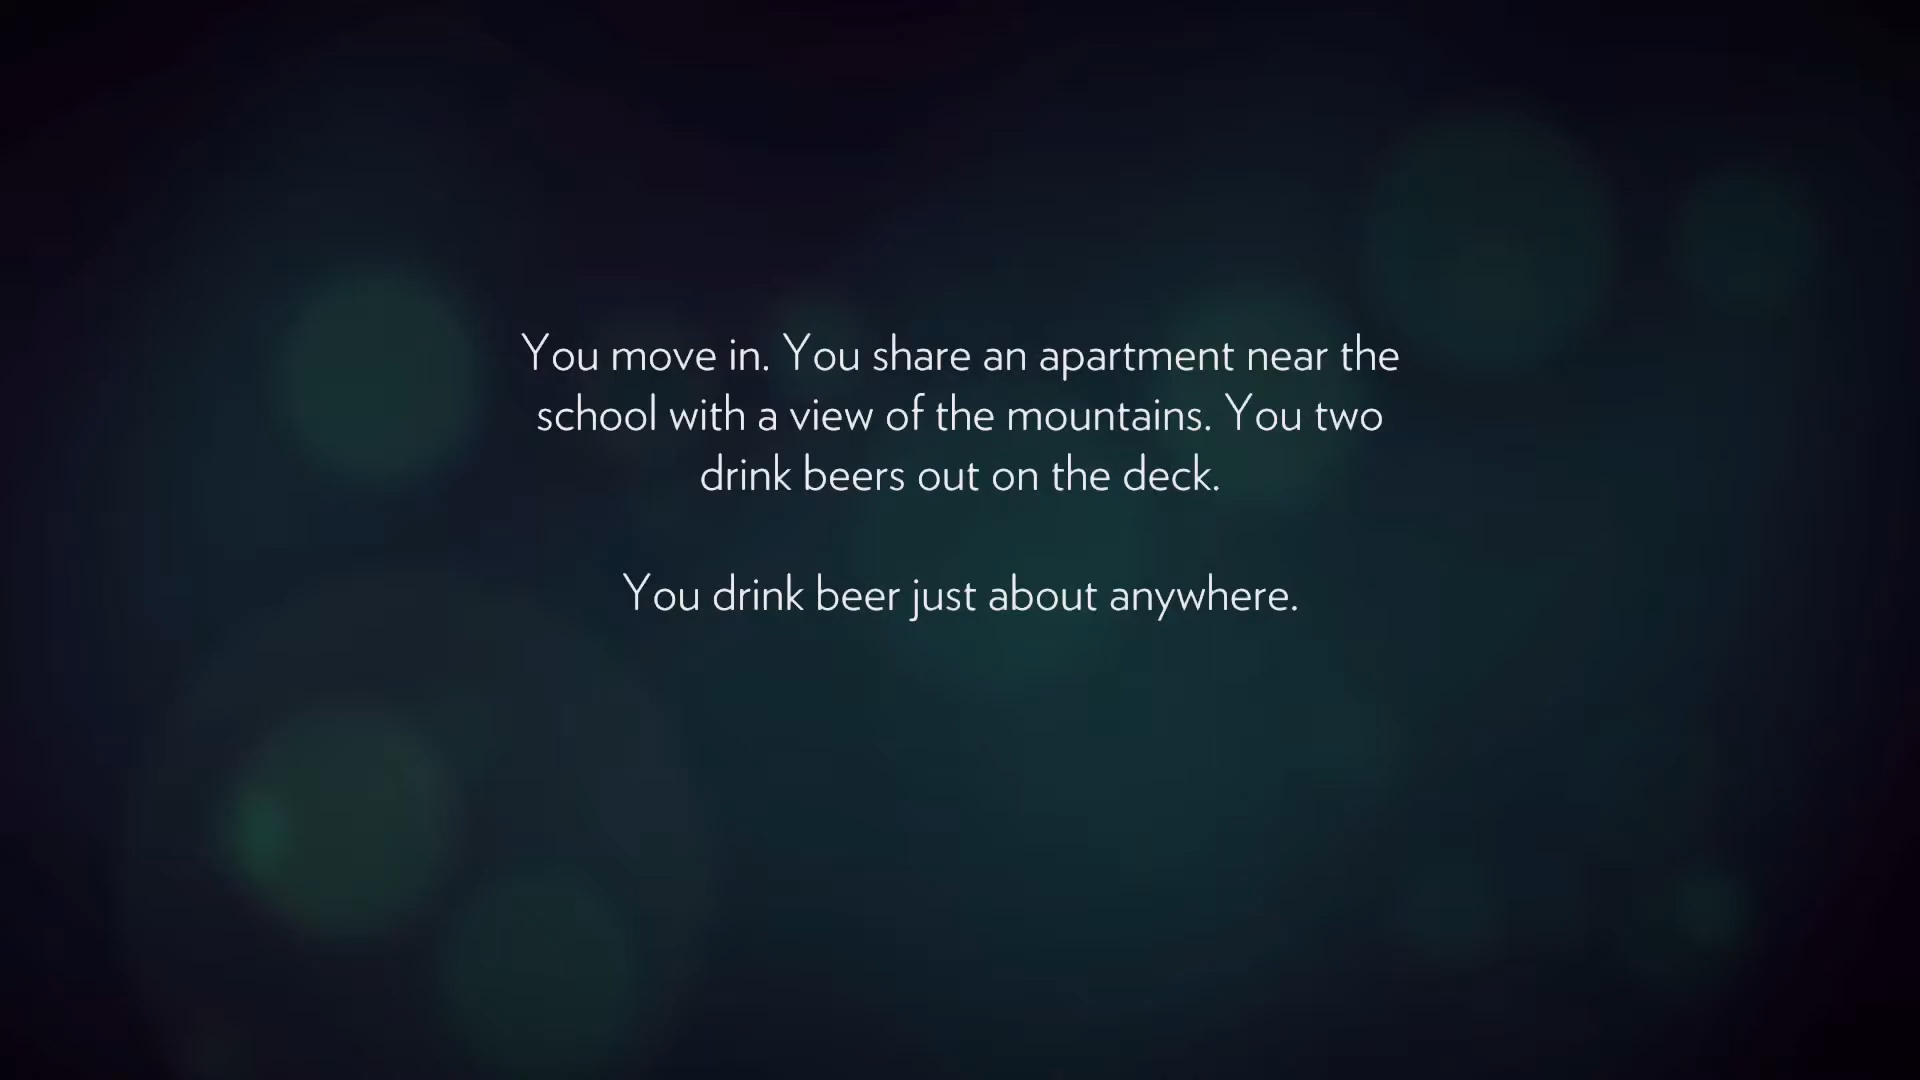 You move in. You share an apartment near the
school with a view of the mountains. You two
drink beers out on the deck.
You drink beer just about anywhere.